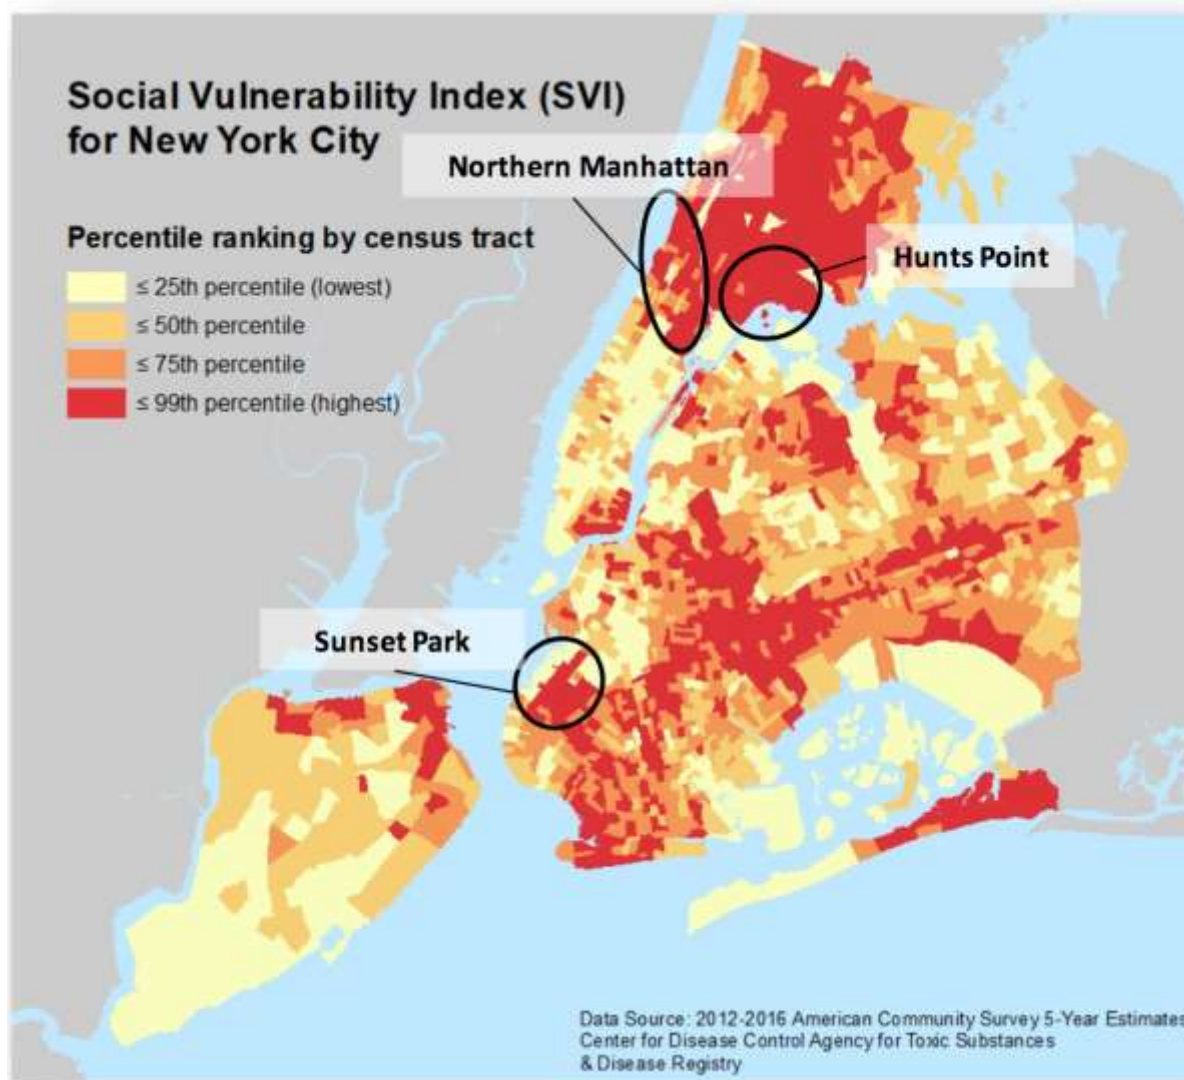 Social Vulnerability Index (SVI)
for New York City
Northern Manhattan
Percentile ranking by census tract
≤ 25th percentile (lowest)
≤ 50th percentile
≤ 75th percentile
≤ 99th percentile (highest)
Hunts Point
Sunset Park
Data Source: 2012-2016 American Community Survey 5-Year Estimates
Center for Disease Control Agency for Toxic Substances
& Disease Registry